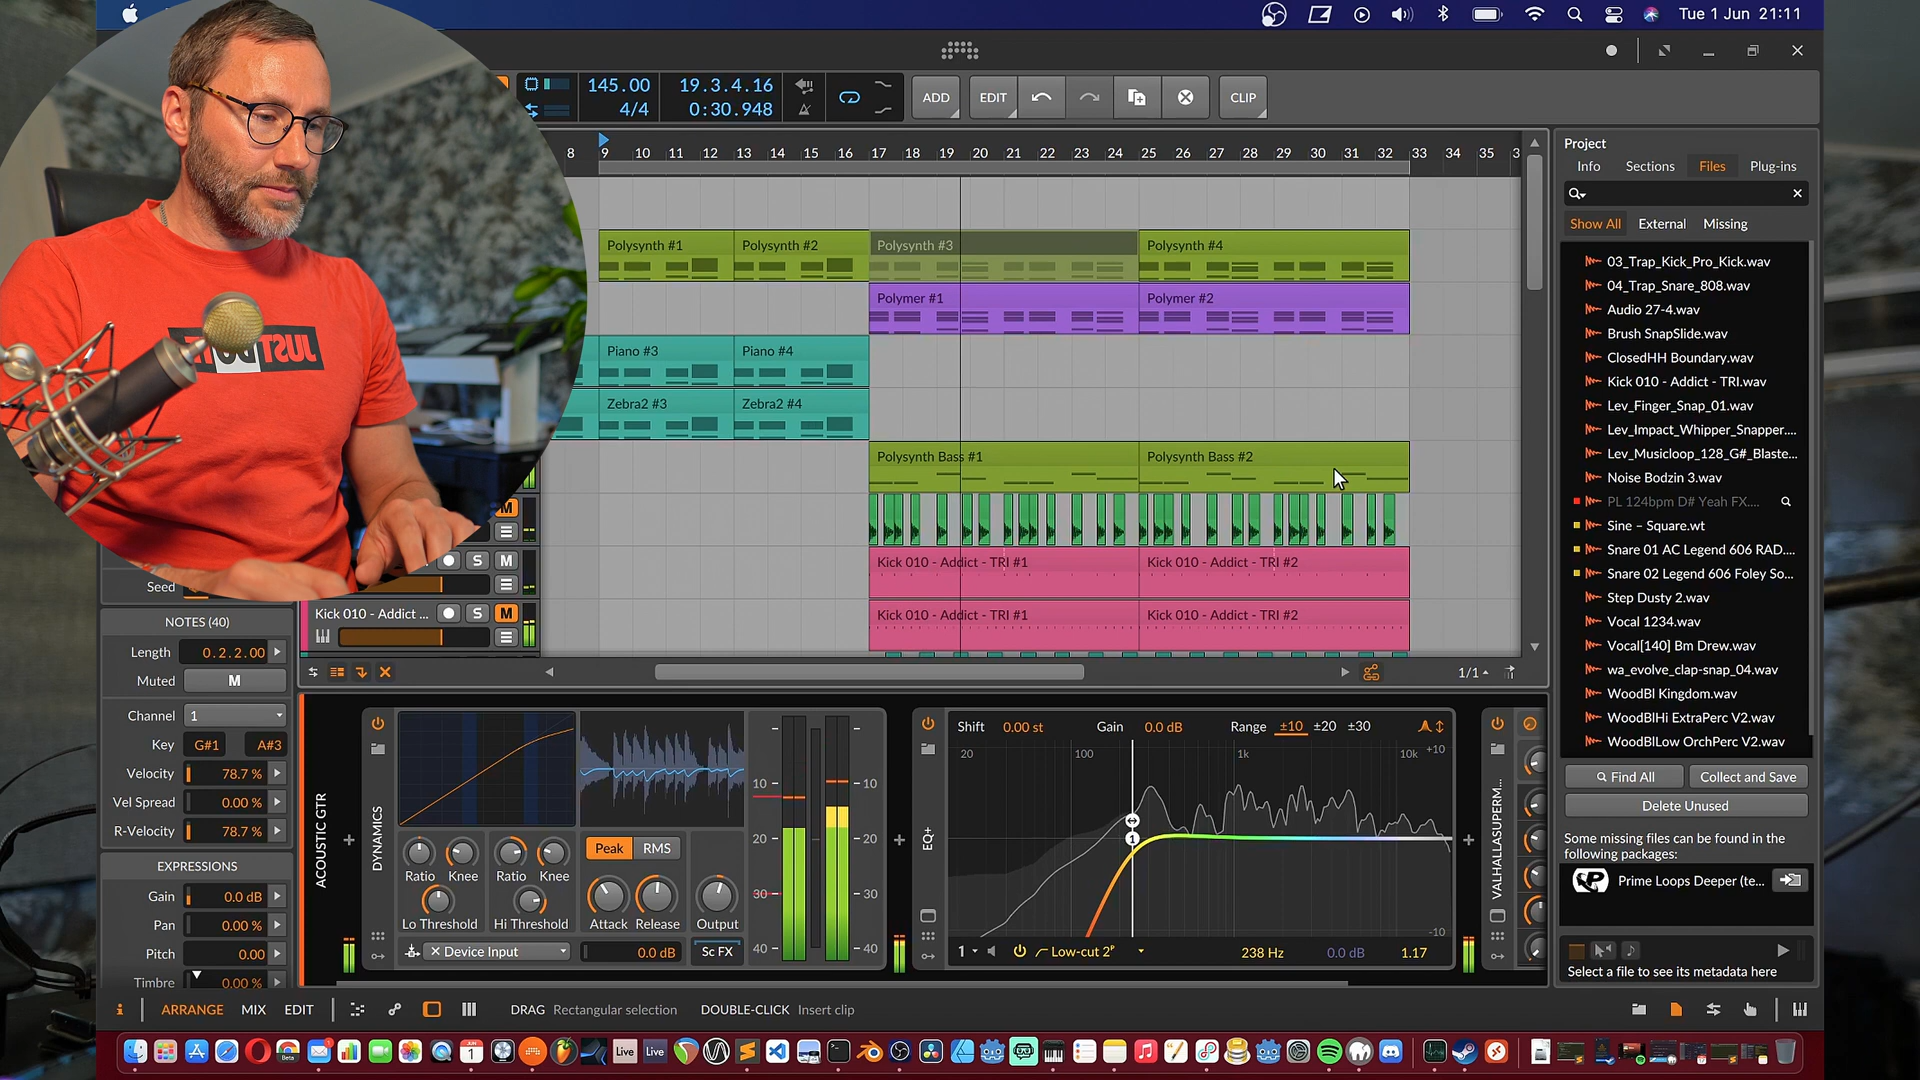 Tue 1 Jun 21:11
145.00
4/4
19.3.4.16
0:30.948
ADD
EDIT
CLIP
8 9 10 11 12 13 14 15 16 17 18 19 20 21 22 23 24 25 26 27 28 29 30 31 32 33 34 35 3
Polysynth #1
Polysynth #2
Polysynth #3
Polysynth #4
Polymer #1
Polymer #2
Piano #3
Piano #4
Zebra2 #3
Zebra2 #4
Polysynth Bass #1
Polysynth Bass #2
M
S M
Kick 010 - Addict - TRI #1
Kick 010 - Addict - TRI #2
Kick 010 - Addict ...
S M
Kick 010 - Addict - TRI #1
Kick 010 - Addict - TRI #2
1/1
Seed
NOTES (40)
Length 0.2.2.00
Muted M
Channel 1
Key G#1 A#3
Velocity 78.7 %
Vel Spread 0.00 %
R-Velocity 78.7 %
EXPRESSIONS
Gain 0.0 dB
Pan 0.00 %
Pitch 0.00
Timbre 0.00 %
ACOUSTIC GTR
DYNAMICS
Ratio Knee
Ratio Knee
Lo Threshold
Hi Threshold
Peak RMS
Attack Release
Output
Device Input
0.0 dB
Sc FX
10 20 30 40
10 20 30 40
EQ+
Shift 0.00 st
Gain 0.0 dB
Range ±10 ±20 ±30
20 100 1k 10k +10
-10
1
1 Low-cut 2ᴾ
238 Hz 0.0 dB 1.17
VALHALLASUPERM...
Project
Info Sections Files Plug-ins
Show All External Missing
03_Trap_Kick_Pro_Kick.wav
04_Trap_Snare_808.wav
Audio 27-4.wav
Brush SnapSlide.wav
ClosedHH Boundary.wav
Kick 010 - Addict - TRI.wav
Lev_Finger_Snap_01.wav
Lev_Impact_Whipper_Snapper....
Lev_Musicloop_128_G#_Blaste...
Noise Bodzin 3.wav
PL 124bpm D# Yeah FX....
Sine – Square.wt
Snare 01 AC Legend 606 RAD....
Snare 02 Legend 606 Foley So...
Step Dusty 2.wav
Vocal 1234.wav
Vocal[140] Bm Drew.wav
wa_evolve_clap-snap_04.wav
WoodBl Kingdom.wav
WoodBlHi ExtraPerc V2.wav
WoodBlLow OrchPerc V2.wav
Find All
Collect and Save
Delete Unused
Some missing files can be found in the
following packages:
Prime Loops Deeper (te...
Select a file to see its metadata here
ARRANGE MIX EDIT
DRAG Rectangular selection
DOUBLE-CLICK Insert clip
Live Live